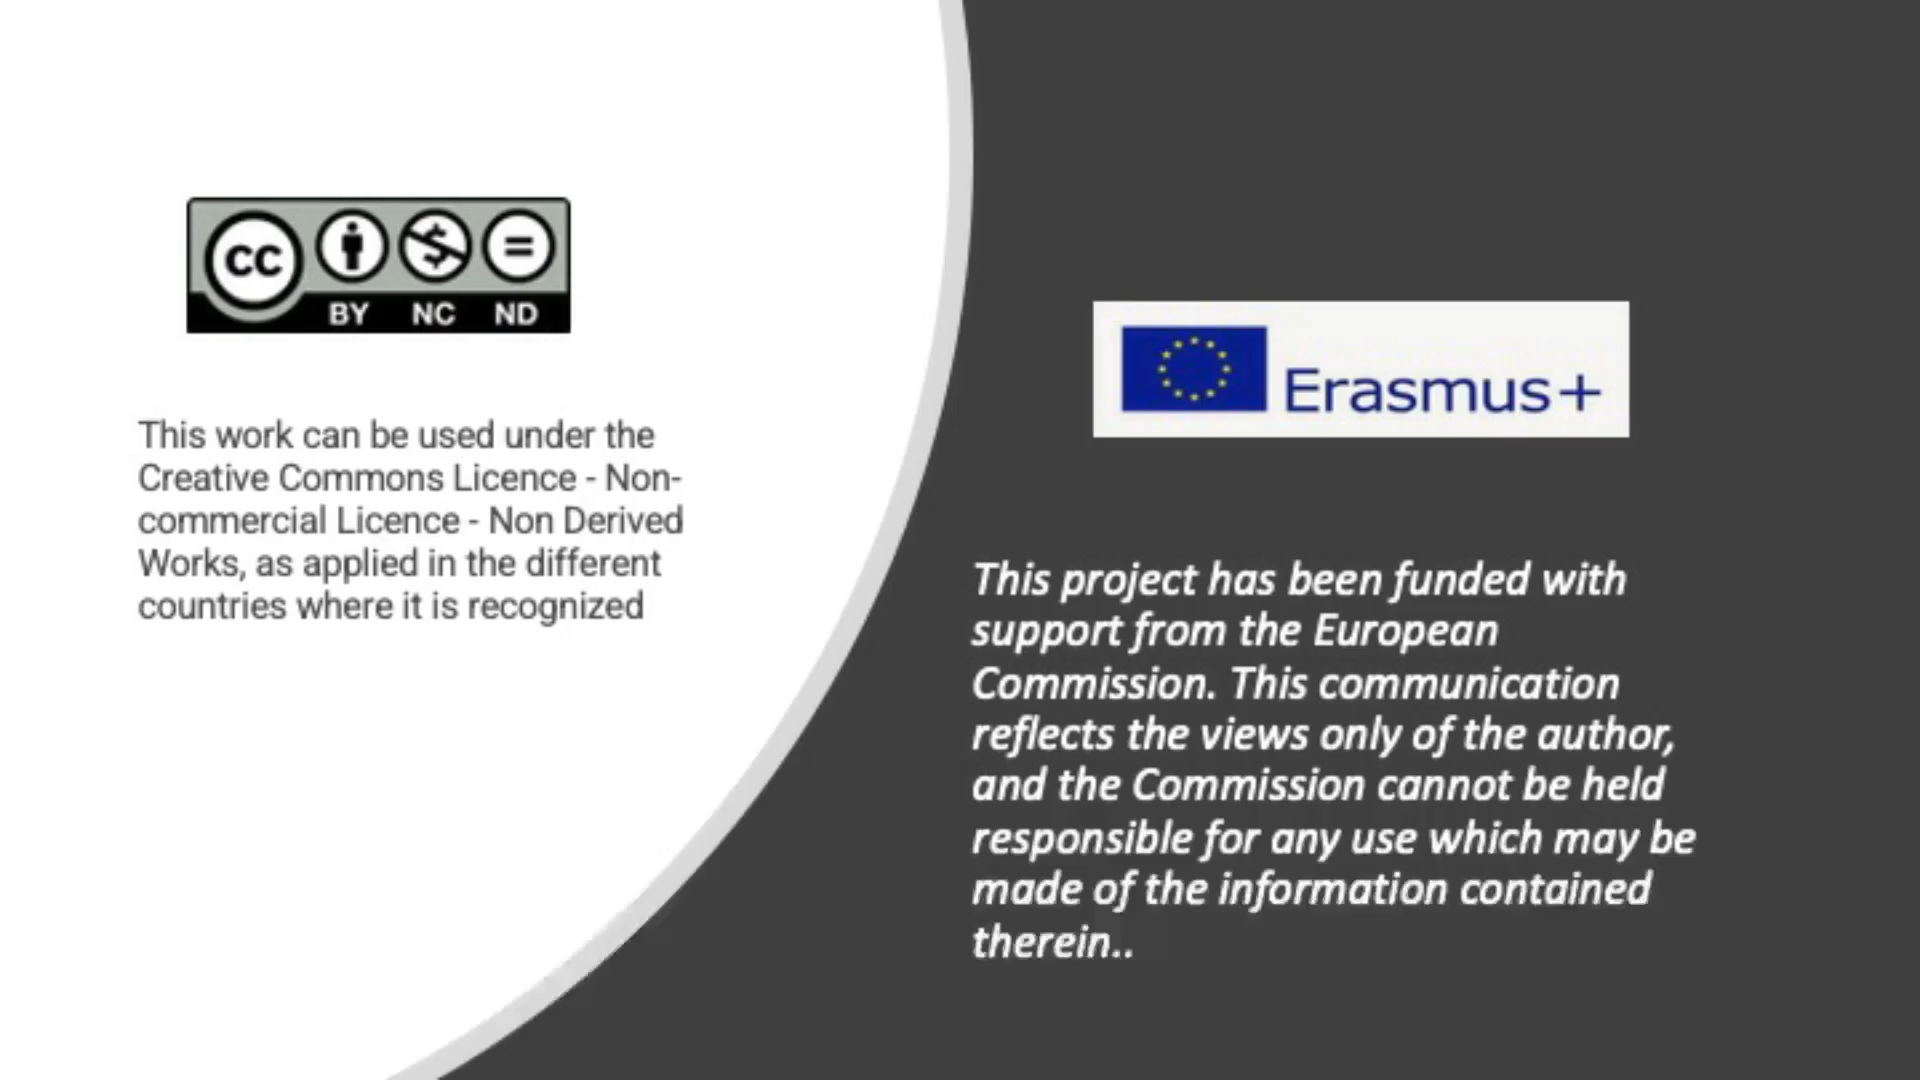 CC BY NC ND
This work can be used under the
Creative Commons Licence - Non-
commercial Licence - Non Derived
Works, as applied in the different
countries where it is recognized
Erasmus+
This project has been funded with
support from the European
Commission. This communication
reflects the views only of the author,
and the Commission cannot be held
responsible for any use which may be
made of the information contained
therein..